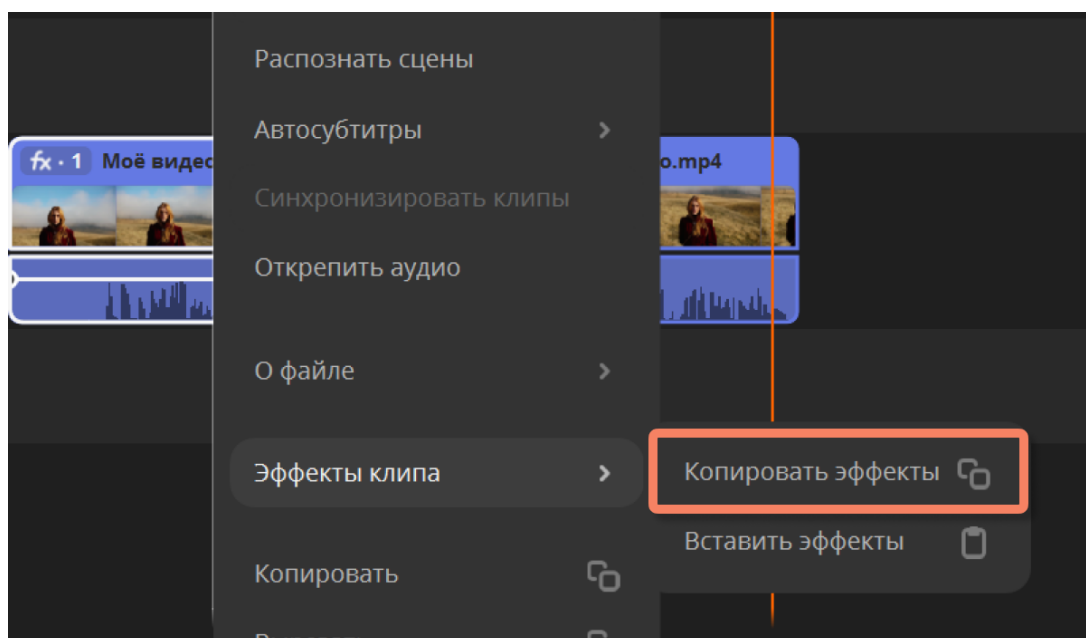 Распознать сцены
Автосубтитры
fx · 1 Моё видео
o.mp4
Синхронизировать клипы
Открепить аудио
О файле
Эффекты клипа
Копировать эффекты
Вставить эффекты
Копировать